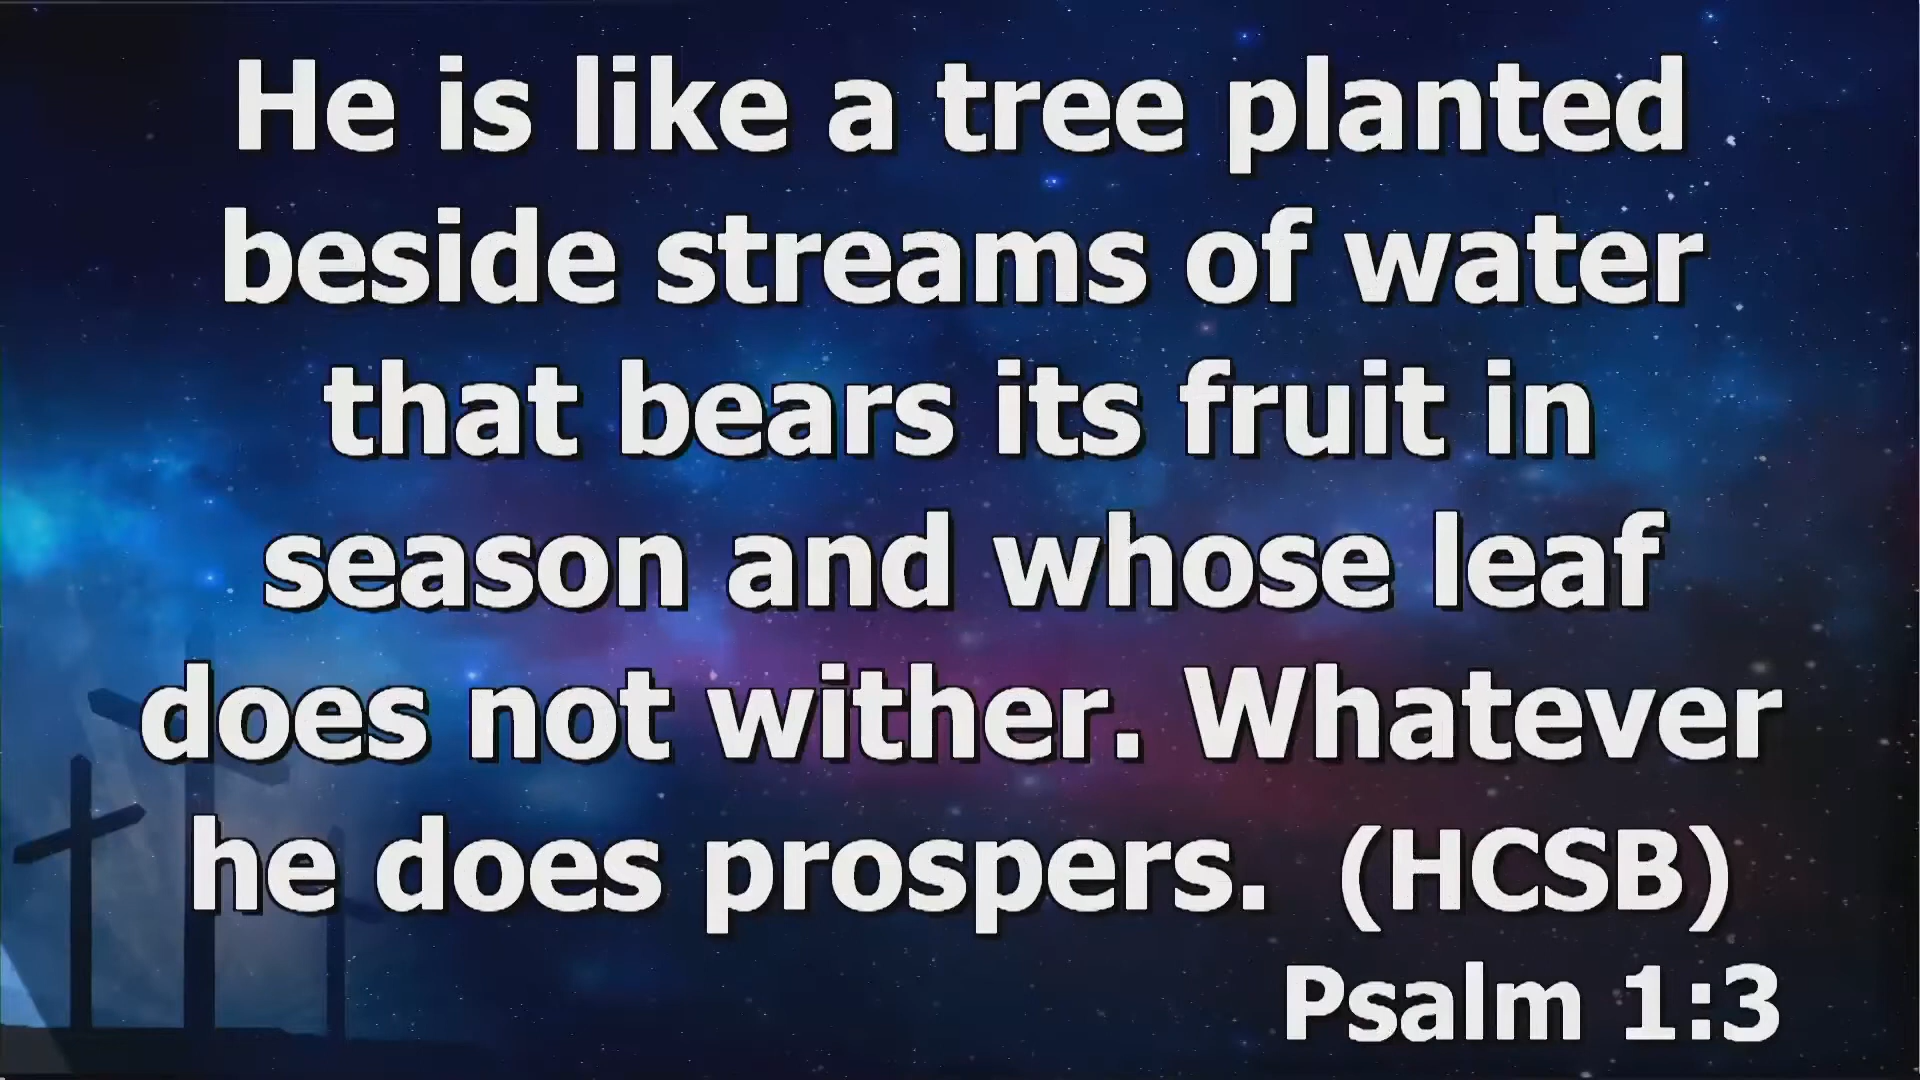 He is like a tree planted
beside streams of water
that bears its fruit in
season and whose leaf
does not wither. Whatever
he does prospers.  (HCSB)
Psalm 1:3